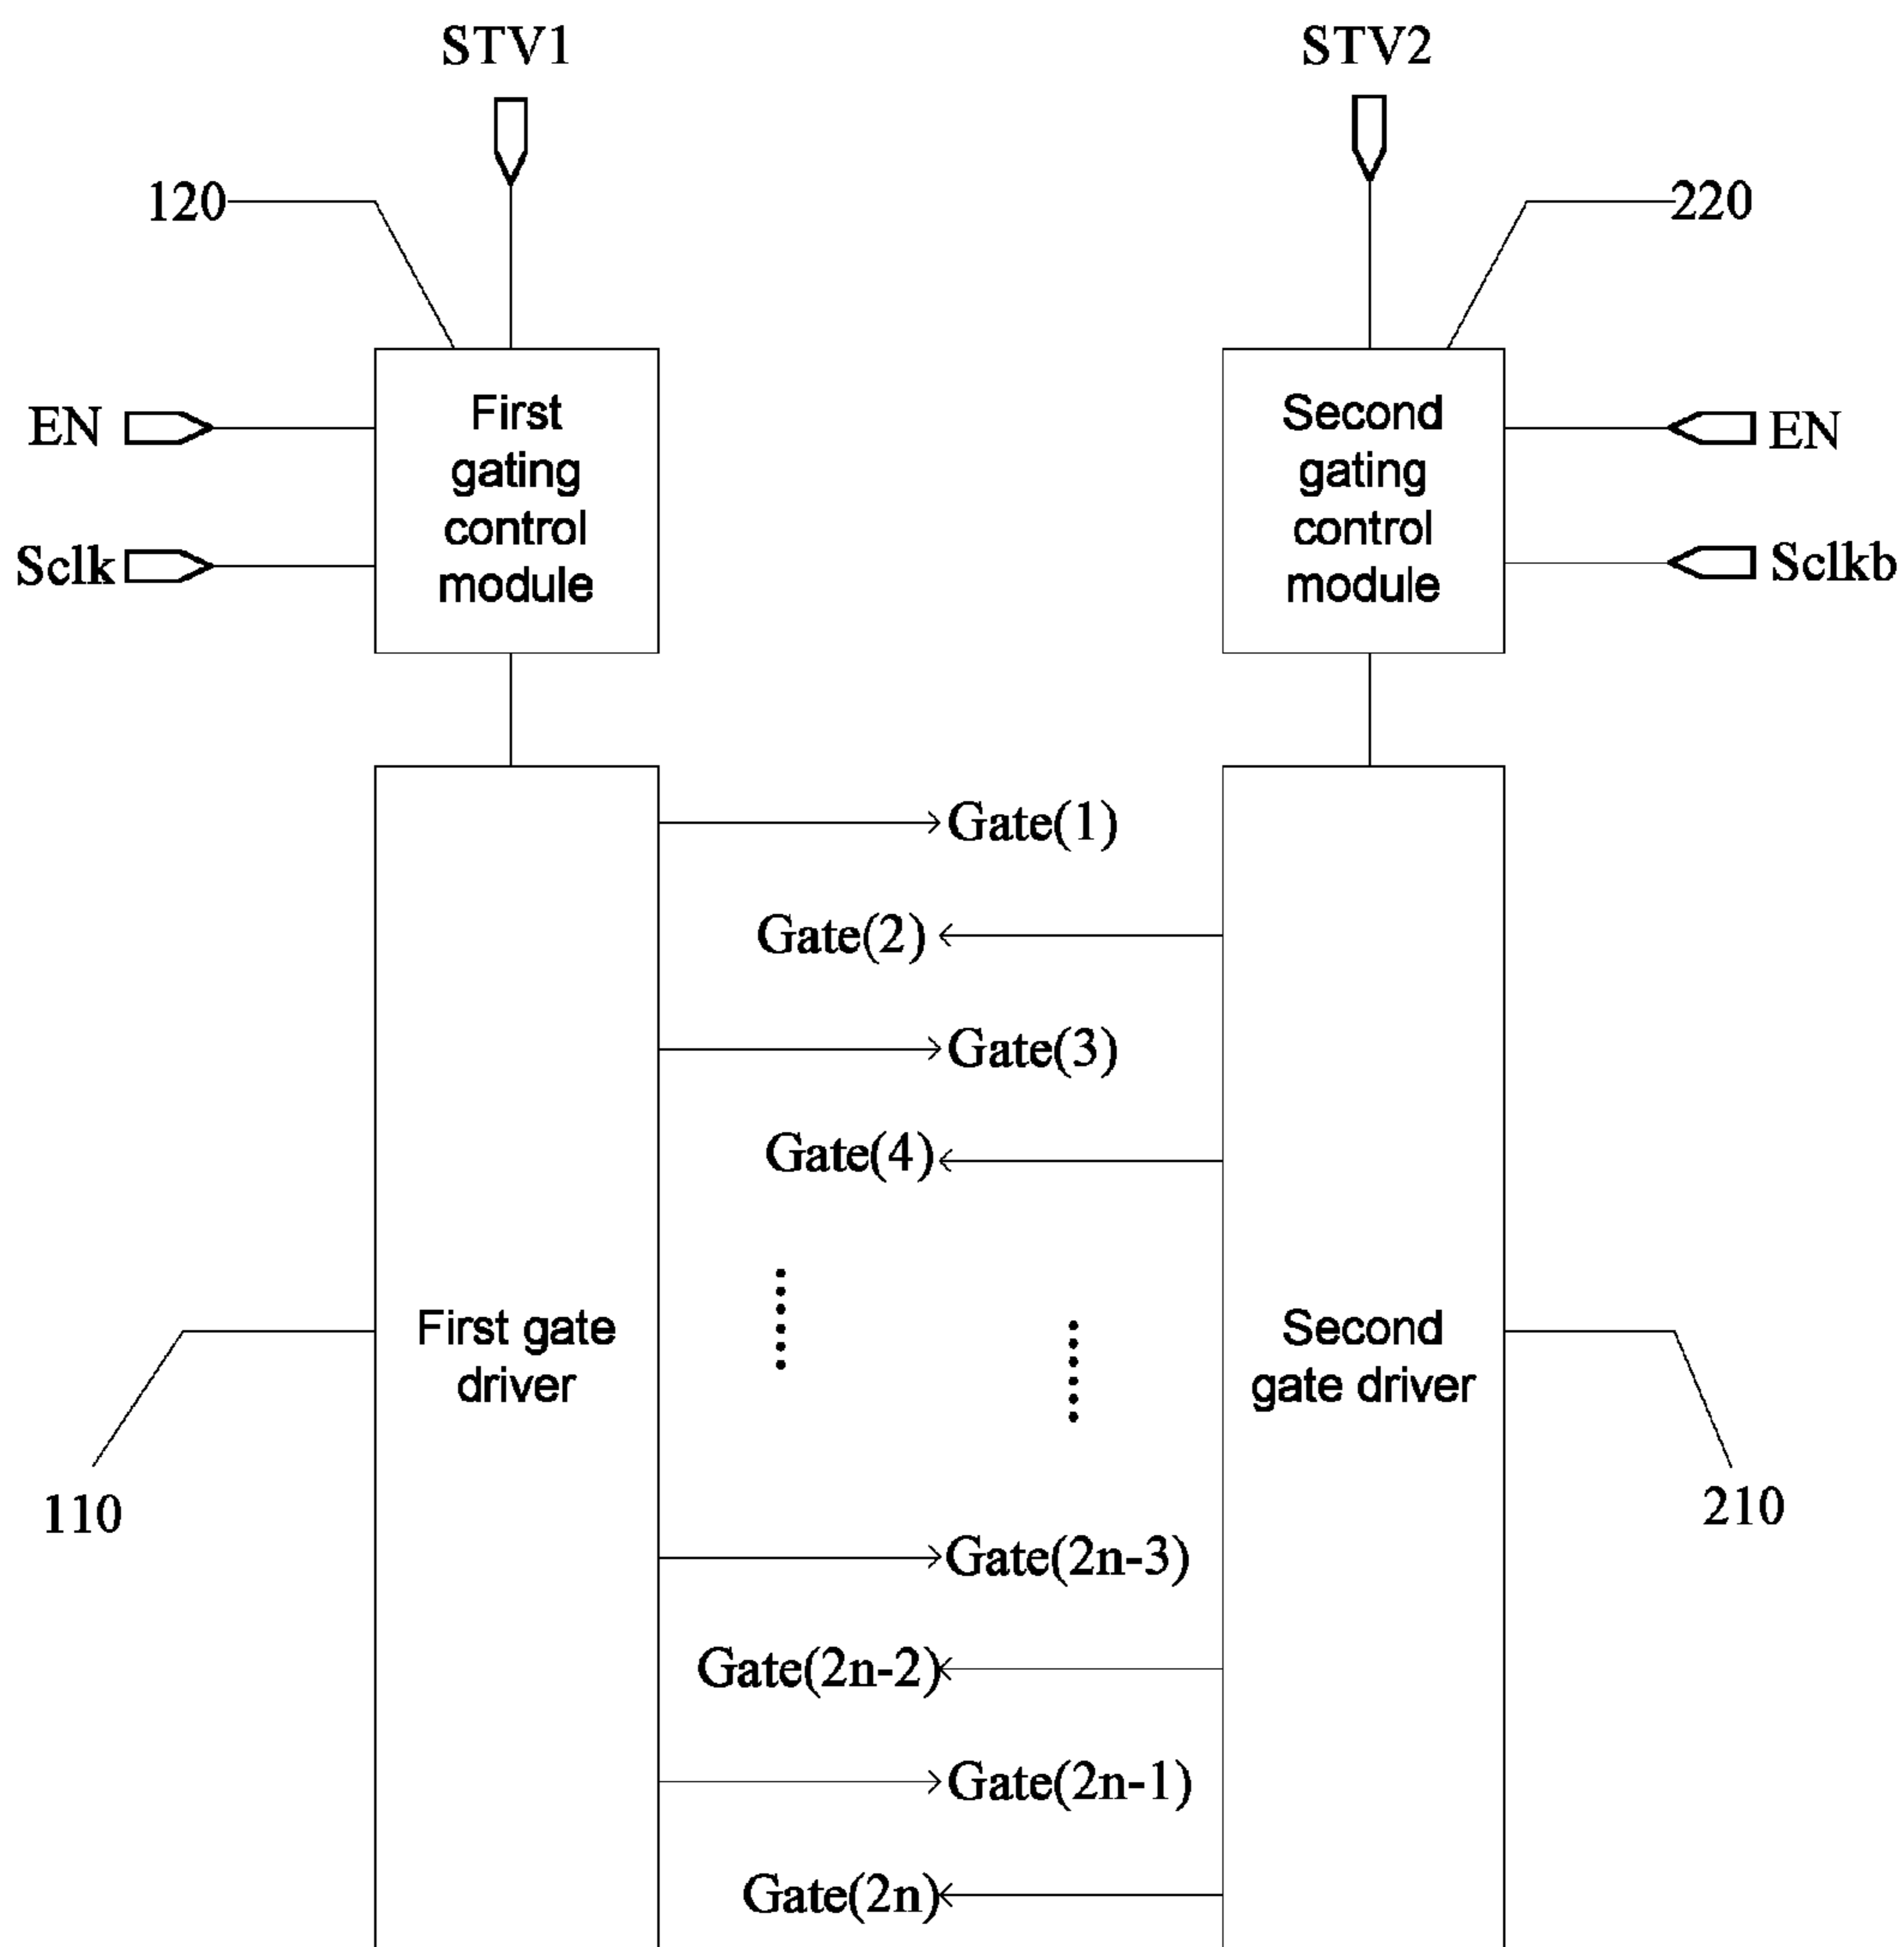 STV1
STV2
120
220
EN
First
gating
control
module
Sclk
Second
gating
control
module
EN
Sclkb
Gate(1)
Gate(2)
Gate(3)
Gate(4)
First gate
driver
Second
gate driver
110
210
Gate(2n-3)
Gate(2n-2)
Gate(2n-1)
Gate(2n)